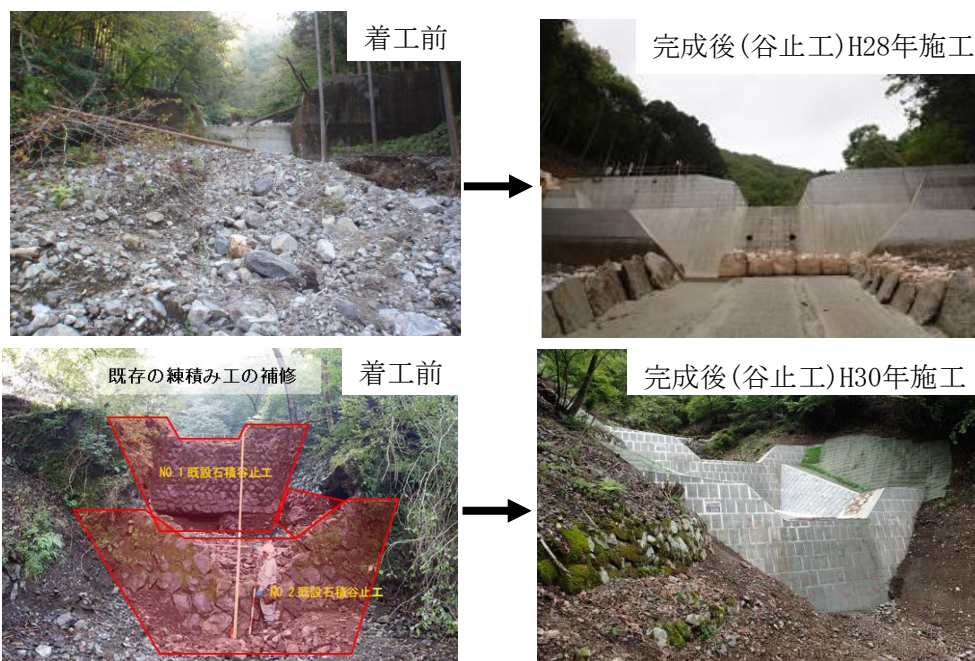 着工前
完成後(谷止工)H28年施工
既存の練積み工の補修
着工前
NO.1既設石積谷止工
NO.2既設石積谷止工
完成後(谷止工)H30年施工